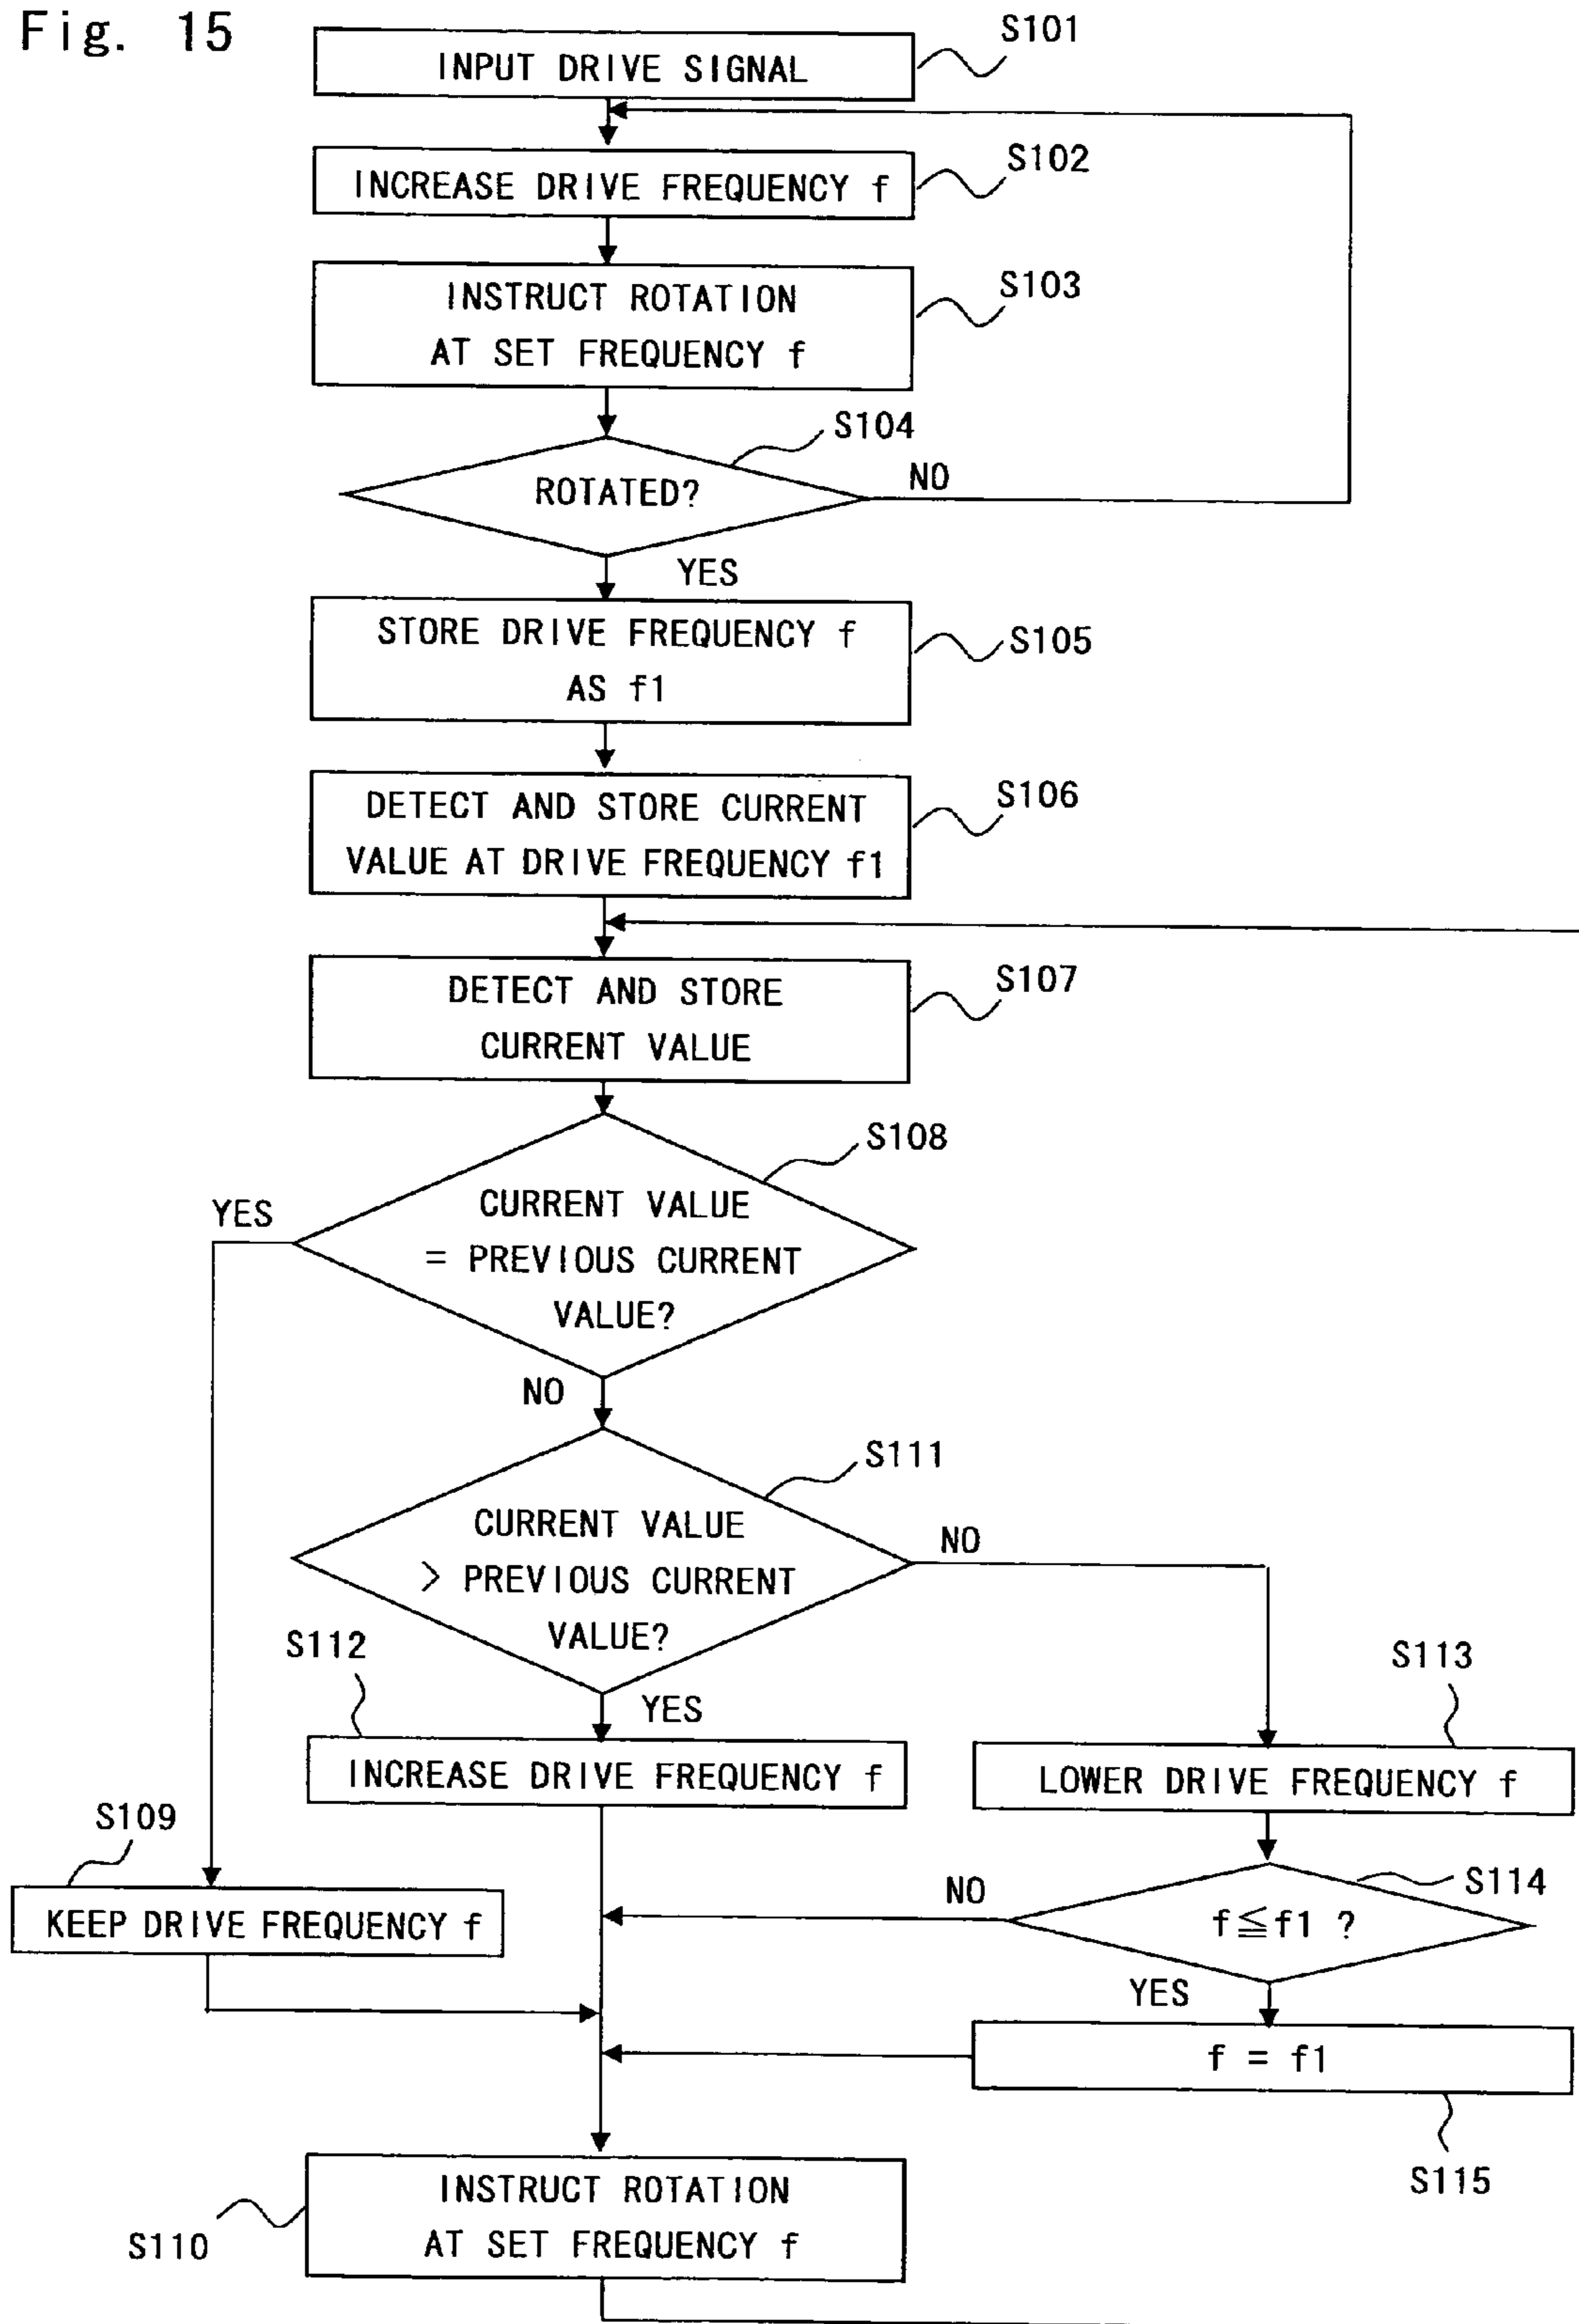 Fig. 15
S101
INPUT DRIVE SIGNAL
S102
INCREASE DRIVE FREQUENCY f
S103
INSTRUCT ROTATION
AT SET FREQUENCY f
S104
ROTATED?
NO
YES
STORE DRIVE FREQUENCY f
AS f1
S105
S106
DETECT AND STORE CURRENT
VALUE AT DRIVE FREQUENCY f1
S107
DETECT AND STORE
CURRENT VALUE
S108
YES
CURRENT VALUE
= PREVIOUS CURRENT
VALUE?
NO
S111
CURRENT VALUE
> PREVIOUS CURRENT
VALUE?
NO
S112
YES
INCREASE DRIVE FREQUENCY f
S113
LOWER DRIVE FREQUENCY f
S109
KEEP DRIVE FREQUENCY f
S114
NO
f≦f1 ?
YES
f = f1
S115
INSTRUCT ROTATION
AT SET FREQUENCY f
S110